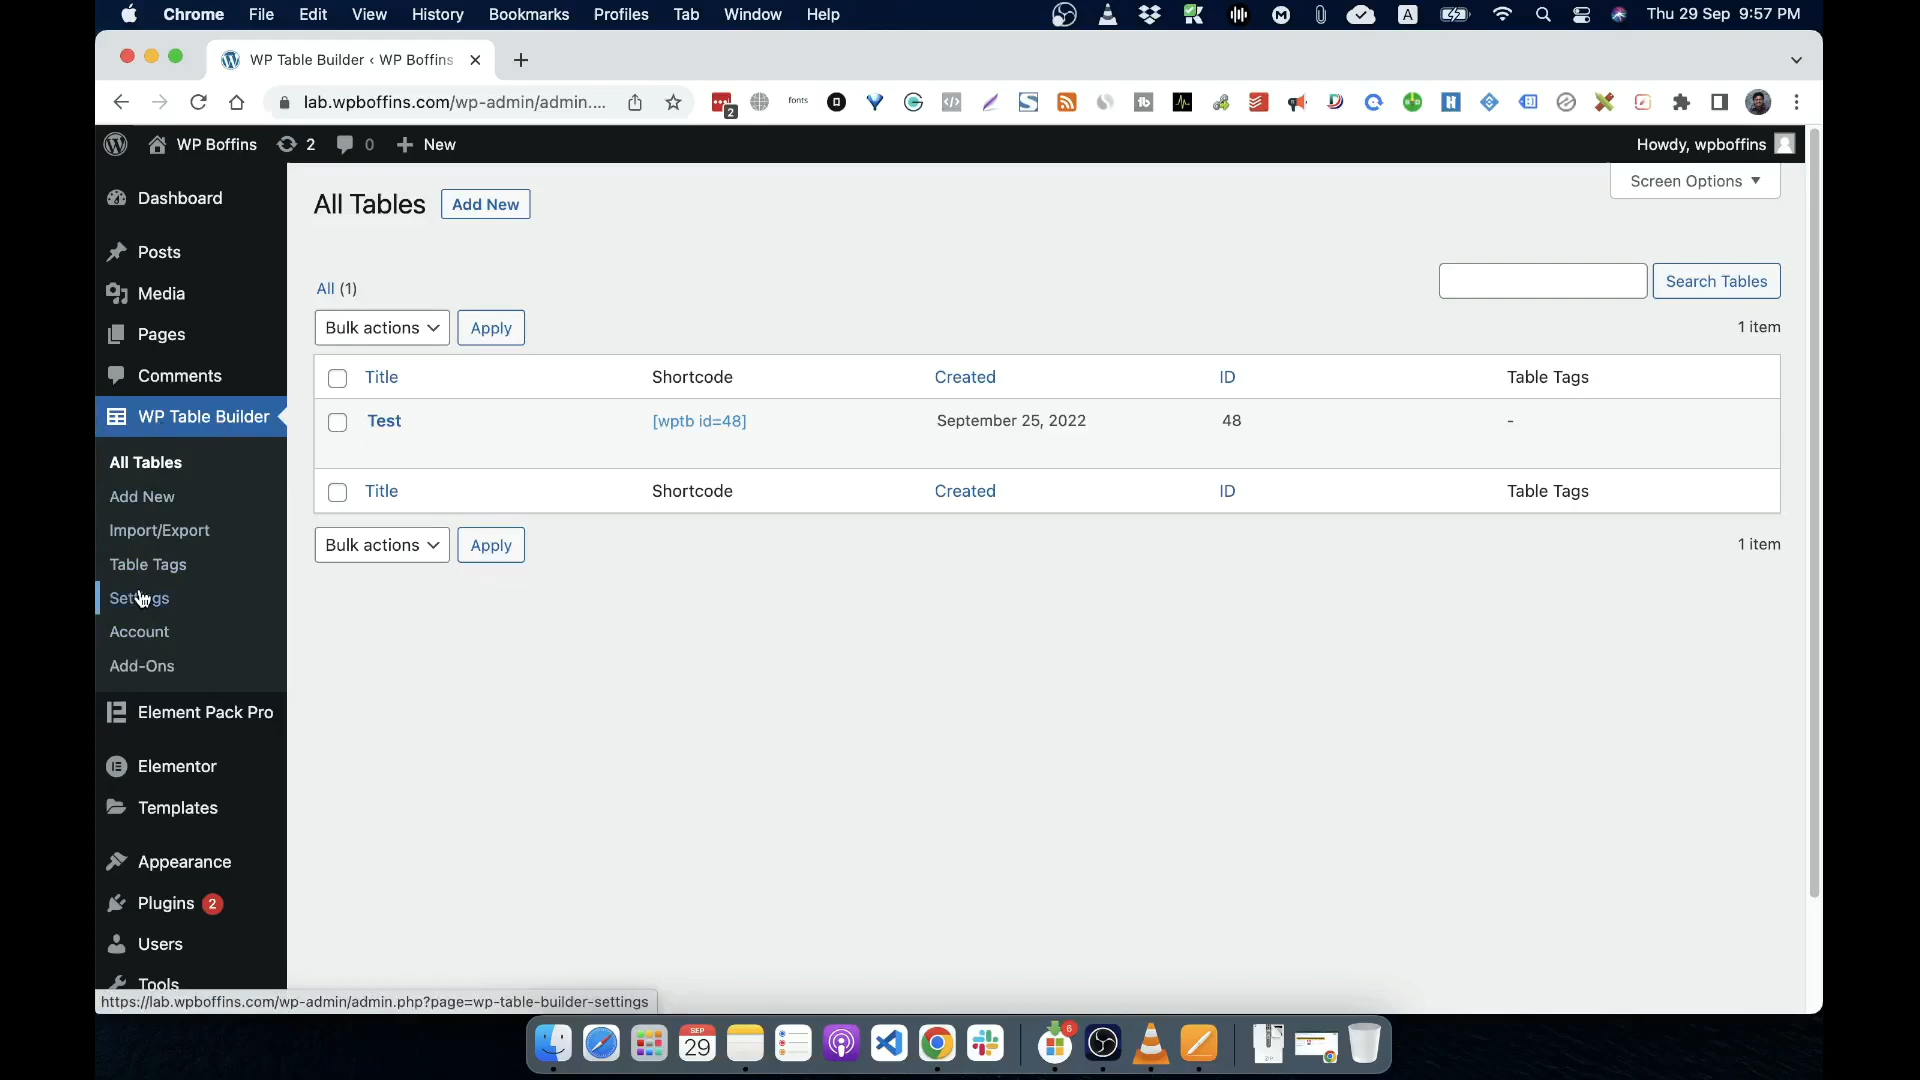 Chrome File Edit View History Bookmarks Profiles Tab Window Help
Thu 29 Sep 9:57 PM
WP Table Builder ‹ WP Boffins
lab.wpboffins.com/wp-admin/admin....
2
fonts
WP Boffins 2 0 New
Howdy, wpboffins
Dashboard
Posts
Media
Pages
Comments
WP Table Builder
All Tables
Add New
Import/Export
Table Tags
Settings
Account
Add-Ons
Element Pack Pro
Elementor
Templates
Appearance
Plugins 2
Users
Tools
Screen Options
All Tables Add New
Search Tables
All (1)
Bulk actions Apply
1 item
Title Shortcode Created ID Table Tags
Test [wptb id=48] September 25, 2022 48 -
Title Shortcode Created ID Table Tags
Bulk actions Apply
1 item
https://lab.wpboffins.com/wp-admin/admin.php?page=wp-table-builder-settings
SEP
29
6